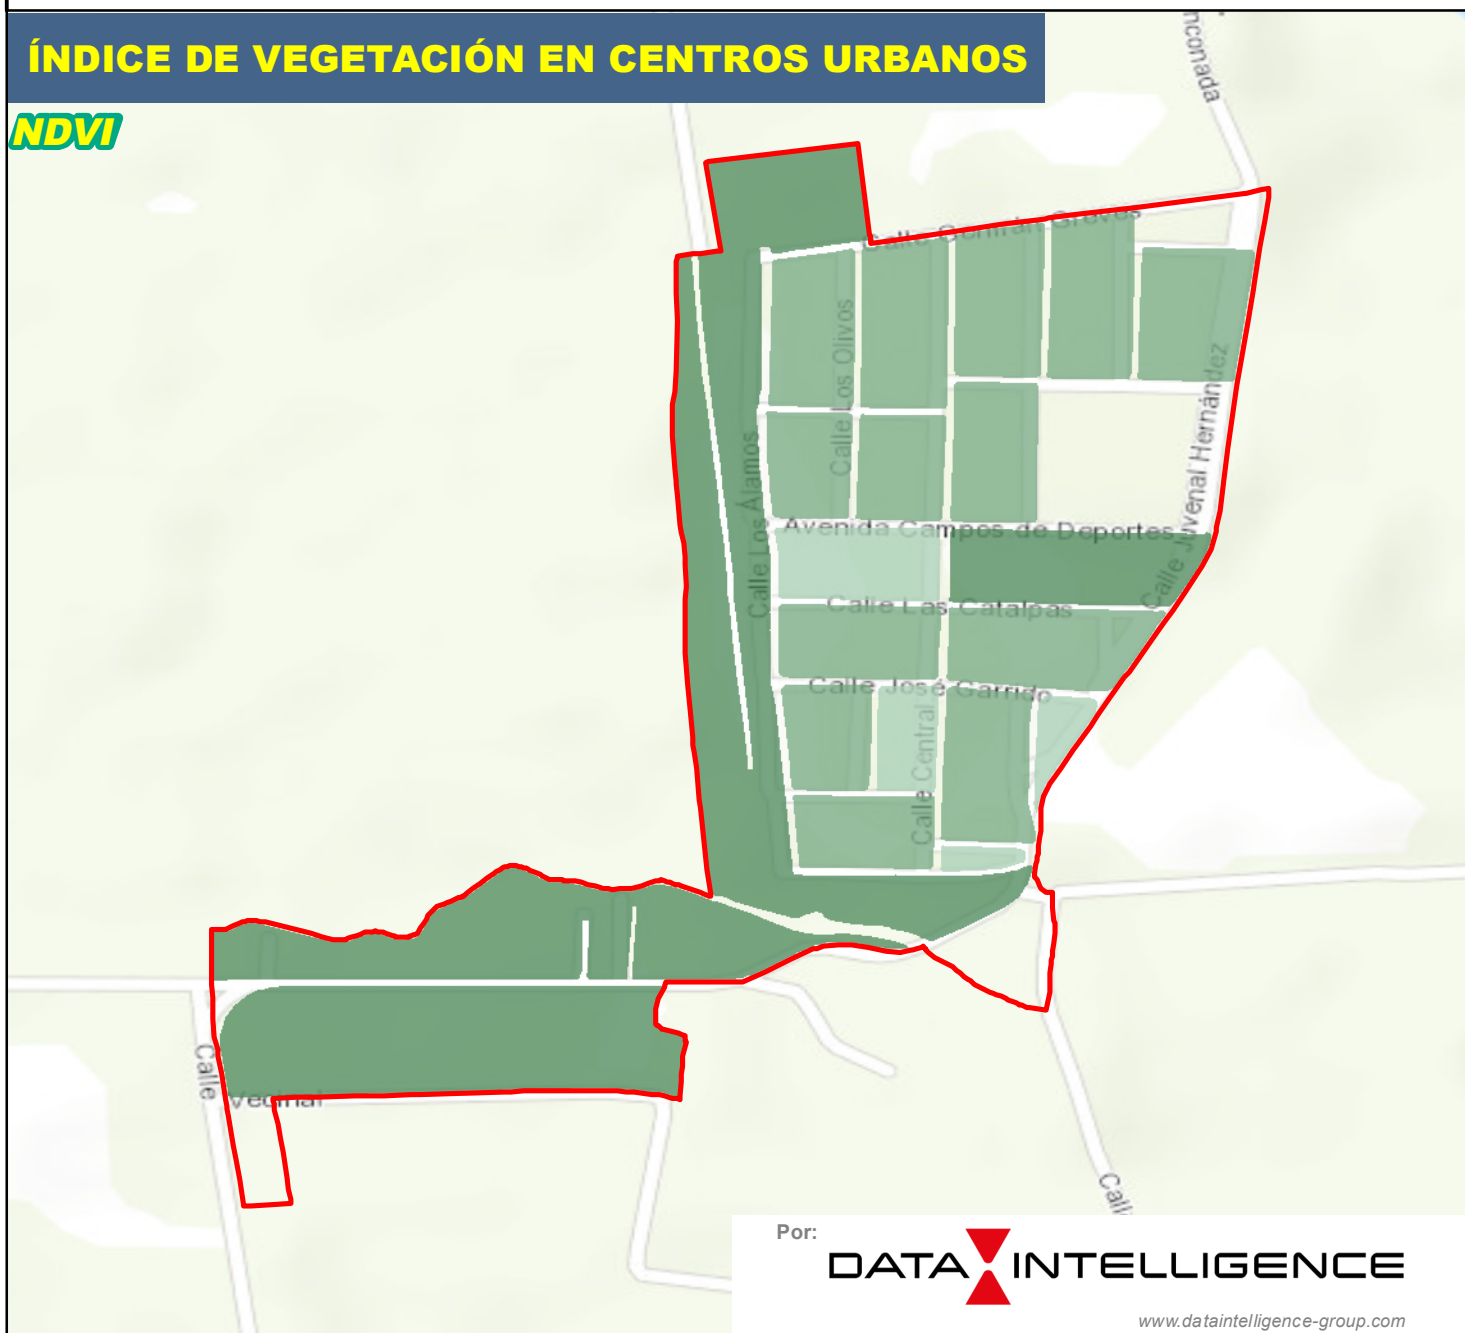 ÍNDICE DE VEGETACIÓN EN CENTROS URBANOS
NDVI
nconada
Calle Germán Greves
Calle Los Olivos
Calle Juvenal Hernández
Calle Los Álamos
Avenida Campos de Deportes
Calle Las Catalpas
Calle José Garrido
Calle Central
Calle
Vecinal
Call
Por:
DATA INTELLIGENCE
www.dataintelligence-group.com